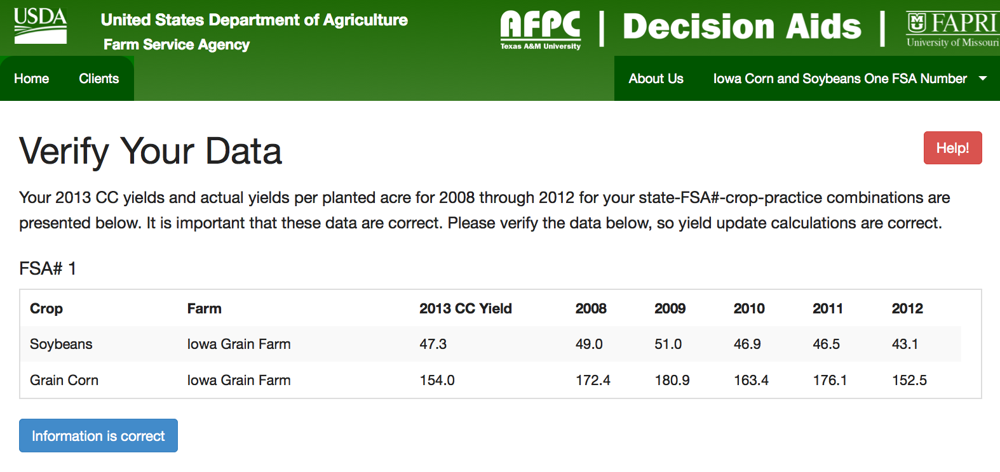 USDA
United States Department of Agriculture
Farm Service Agency
AFPC
Texas A&M University
Decision Aids
MU FAPRI
University of Missouri
Home Clients About Us Iowa Corn and Soybeans One FSA Number
Verify Your Data
Help!
Your 2013 CC yields and actual yields per planted acre for 2008 through 2012 for your state-FSA#-crop-practice combinations are
presented below. It is important that these data are correct. Please verify the data below, so yield update calculations are correct.
FSA# 1
Crop Farm 2013 CC Yield 2008 2009 2010 2011 2012
Soybeans Iowa Grain Farm 47.3 49.0 51.0 46.9 46.5 43.1
Grain Corn Iowa Grain Farm 154.0 172.4 180.9 163.4 176.1 152.5
Information is correct